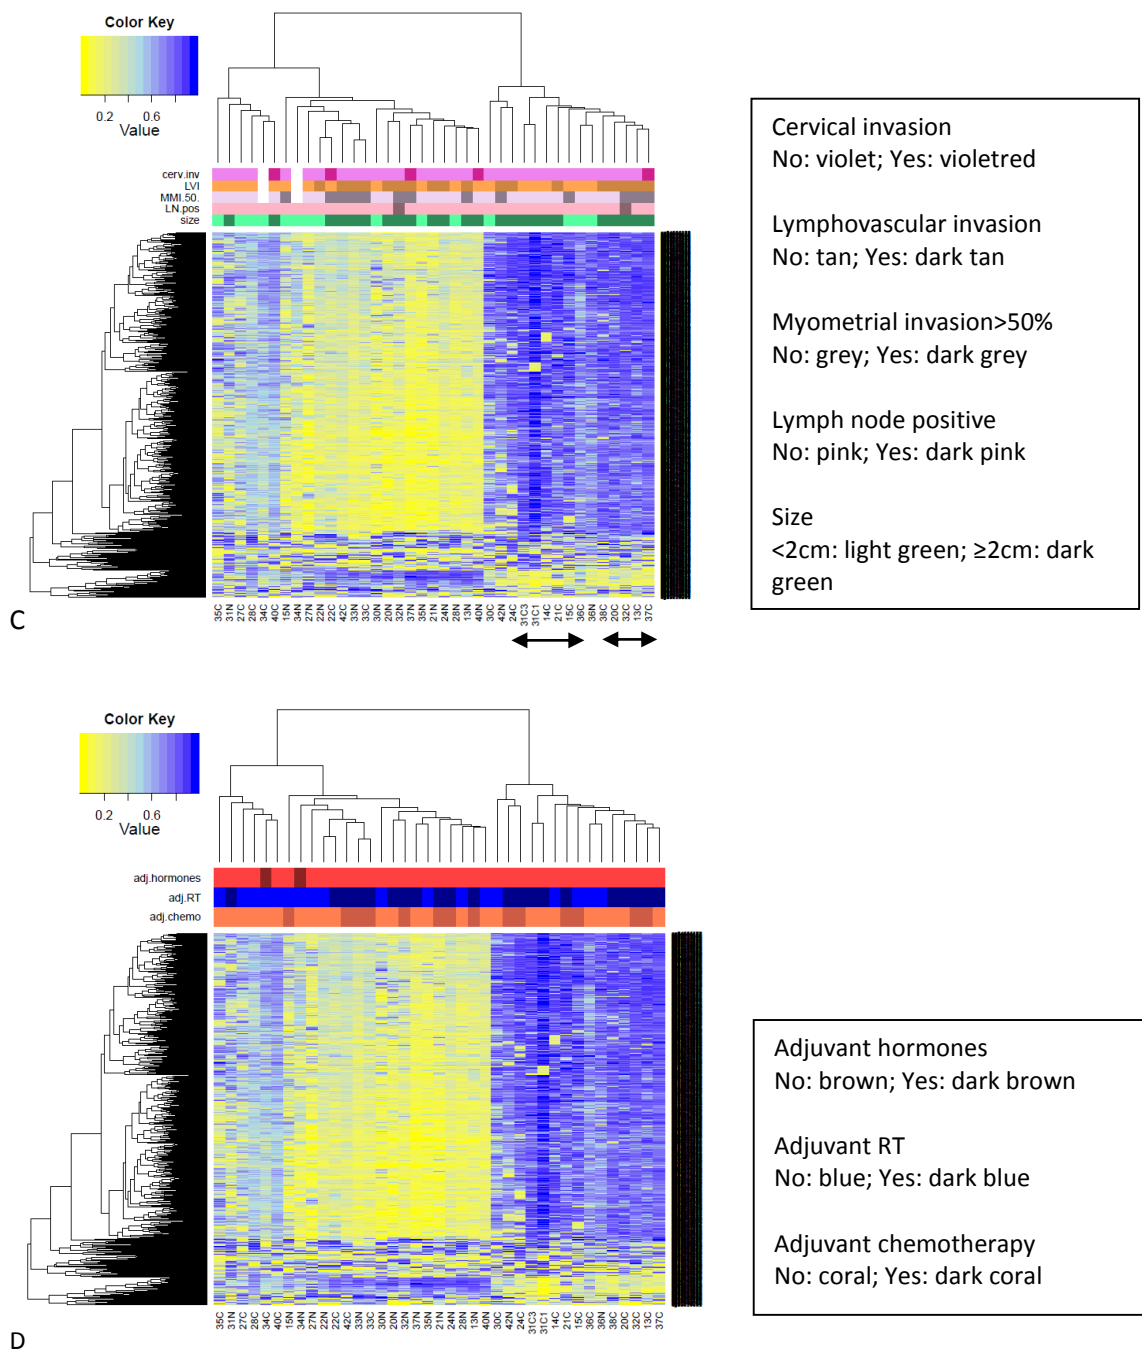 Color Key
0.2 0.6
Value
cerv.inv
LVI
MMI.50.
LN.pos
size
35C 31N 27C 28C 34C 40C 15N 34N 27N 22N 22C 42C 33N 33C 30N 20N 32N 37N 35N 21N 24N 28N 13N 40N 30C 42N 24C 31C3 31C1 14C 21C 15C 36C 36N 38C 20C 32C 13C 37C
C
Cervical invasion
No: violet; Yes: violetred
Lymphovascular invasion
No: tan; Yes: dark tan
Myometrial invasion>50%
No: grey; Yes: dark grey
Lymph node positive
No: pink; Yes: dark pink
Size
<2cm: light green; ≥2cm: dark
green
Color Key
0.2 0.6
Value
adj.hormones
adj.RT
adj.chemo
35C 31N 27C 28C 34C 40C 15N 34N 27N 22N 22C 42C 33N 33C 30N 20N 32N 37N 35N 21N 24N 28N 13N 40N 30C 42N 24C 31C3 31C1 14C 21C 15C 36C 36N 38C 20C 32C 13C 37C
D
Adjuvant hormones
No: brown; Yes: dark brown
Adjuvant RT
No: blue; Yes: dark blue
Adjuvant chemotherapy
No: coral; Yes: dark coral